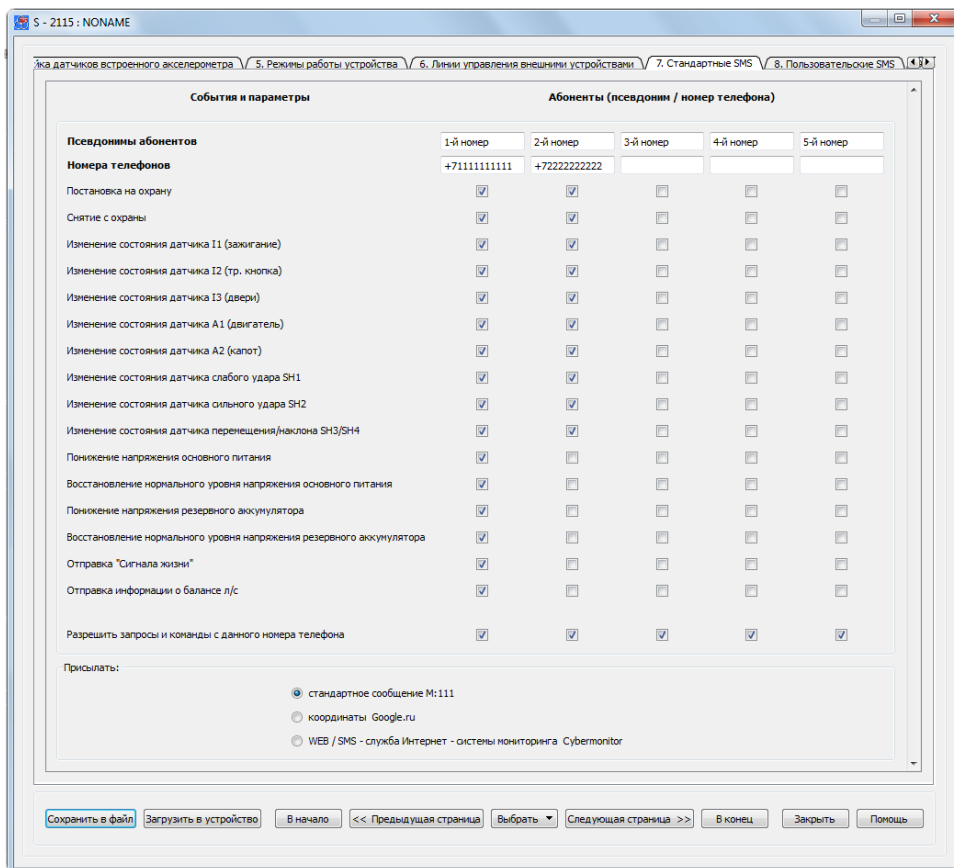 S - 2115 : NONAME
йка датчиков встроенного акселерометра
5. Режимы работы устройства
6. Линии управления внешними устройствами
7. Стандартные SMS
8. Пользовательские SMS
События и параметры
Абоненты (псевдоним / номер телефона)
Псевдонимы абонентов
1-й номер
2-й номер
3-й номер
4-й номер
5-й номер
Номера телефонов
+71111111111
+72222222222
Постановка на охрану
Снятие с охраны
Изменение состояния датчика I1 (зажигание)
Изменение состояния датчика I2 (тр. кнопка)
Изменение состояния датчика I3 (двери)
Изменение состояния датчика A1 (двигатель)
Изменение состояния датчика A2 (капот)
Изменение состояния датчика слабого удара SH1
Изменение состояния датчика сильного удара SH2
Изменение состояния датчика перемещения/наклона SH3/SH4
Понижение напряжения основного питания
Восстановление нормального уровня напряжения основного питания
Понижение напряжения резервного аккумулятора
Восстановление нормального уровня напряжения резервного аккумулятора
Отправка "Сигнала жизни"
Отправка информации о балансе л/с
Разрешить запросы и команды с данного номера телефона
Присылать:
стандартное сообщение M:111
координаты Google.ru
WEB / SMS - служба Интернет - системы мониторинга Cybermonitor
Сохранить в файл
Загрузить в устройство
В начало
<< Предыдущая страница
Выбрать
Следующая страница >>
В конец
Закрыть
Помощь